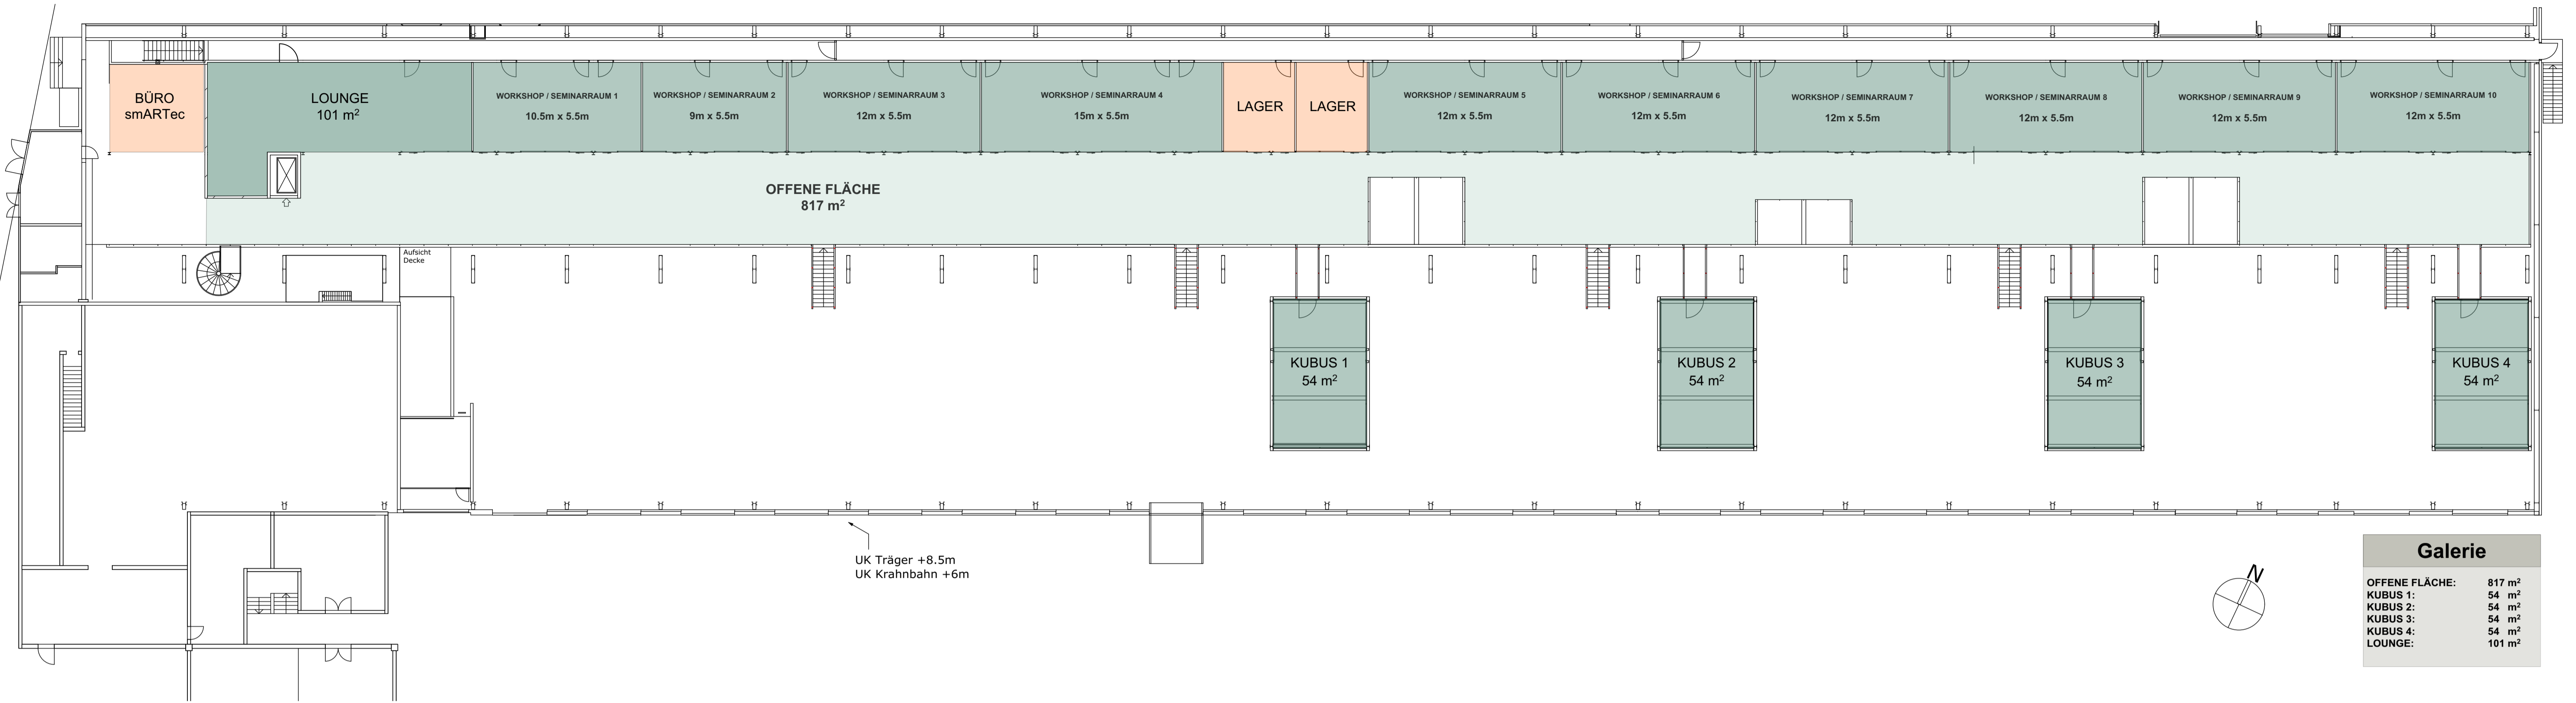 BÜRO
smARTec
LOUNGE
101 m²
WORKSHOP / SEMINARRAUM 1
10.5m x 5.5m
WORKSHOP / SEMINARRAUM 2
9m x 5.5m
WORKSHOP / SEMINARRAUM 3
12m x 5.5m
WORKSHOP / SEMINARRAUM 4
15m x 5.5m
LAGER
LAGER
WORKSHOP / SEMINARRAUM 5
12m x 5.5m
WORKSHOP / SEMINARRAUM 6
12m x 5.5m
WORKSHOP / SEMINARRAUM 7
12m x 5.5m
WORKSHOP / SEMINARRAUM 8
12m x 5.5m
WORKSHOP / SEMINARRAUM 9
12m x 5.5m
WORKSHOP / SEMINARRAUM 10
12m x 5.5m
OFFENE FLÄCHE
817 m²
Aufsicht
Decke
KUBUS 1
54 m²
KUBUS 2
54 m²
KUBUS 3
54 m²
KUBUS 4
54 m²
UK Träger +8.5m
UK Krahnbahn +6m
N
Galerie
OFFENE FLÄCHE: 817 m²
KUBUS 1: 54 m²
KUBUS 2: 54 m²
KUBUS 3: 54 m²
KUBUS 4: 54 m²
LOUNGE: 101 m²